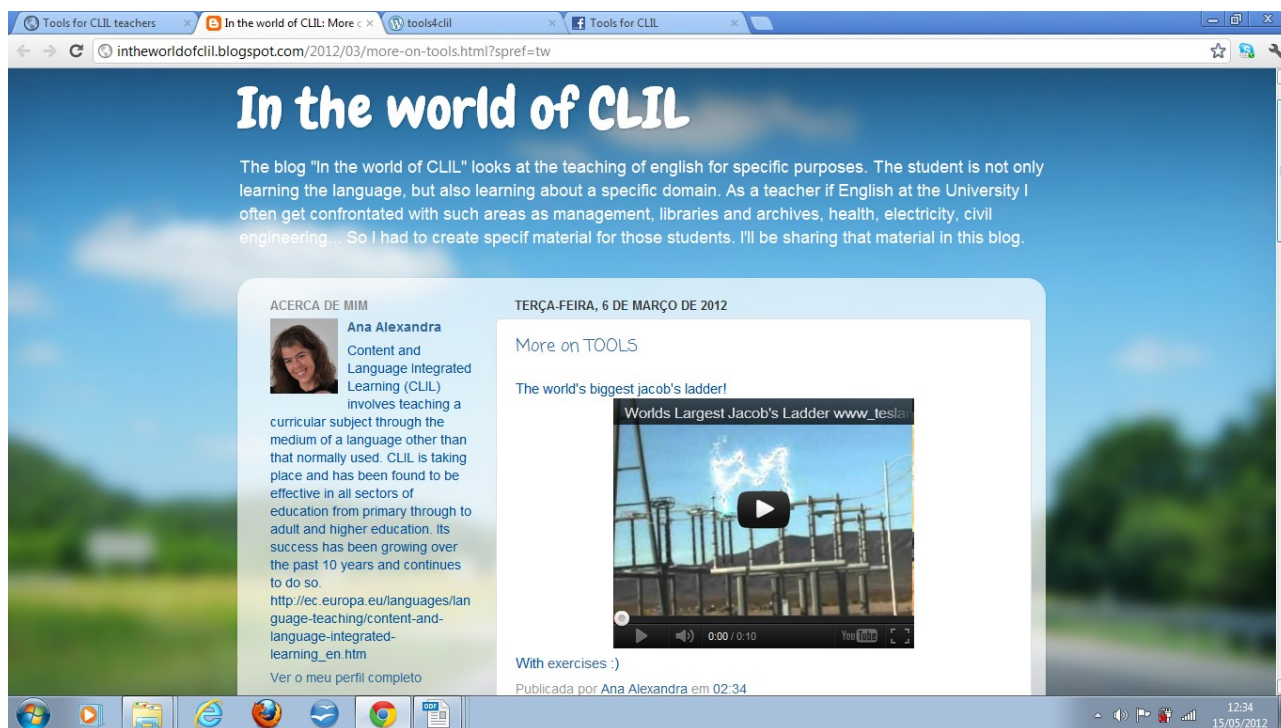 Tools for CLIL teachers
In the world of CLIL: More
tools4clil
Tools for CLIL
intheworldofclil.blogspot.com/2012/03/more-on-tools.html?spref=tw
In the world of CLIL
The blog "In the world of CLIL" looks at the teaching of english for specific purposes. The student is not only
learning the language, but also learning about a specific domain. As a teacher if English at the University I
often get confrontated with such areas as management, libraries and archives, health, electricity, civil
engineering... So I had to create specif material for those students. I'll be sharing that material in this blog.
ACERCA DE MIM
Ana Alexandra
Content and
Language Integrated
Learning (CLIL)
involves teaching a
curricular subject through the
medium of a language other than
that normally used. CLIL is taking
place and has been found to be
effective in all sectors of
education from primary through to
adult and higher education. Its
success has been growing over
the past 10 years and continues
to do so.
http://ec.europa.eu/languages/lan
guage-teaching/content-and-
language-integrated-
learning_en.htm
Ver o meu perfil completo
TERÇA-FEIRA, 6 DE MARÇO DE 2012
More on TOOLS
The world's biggest jacob's ladder!
Worlds Largest Jacob's Ladder www_teslan
0:00 / 0:10
YouTube
With exercises :)
Publicada por Ana Alexandra em 02:34
ODF
12:34
15/05/2012